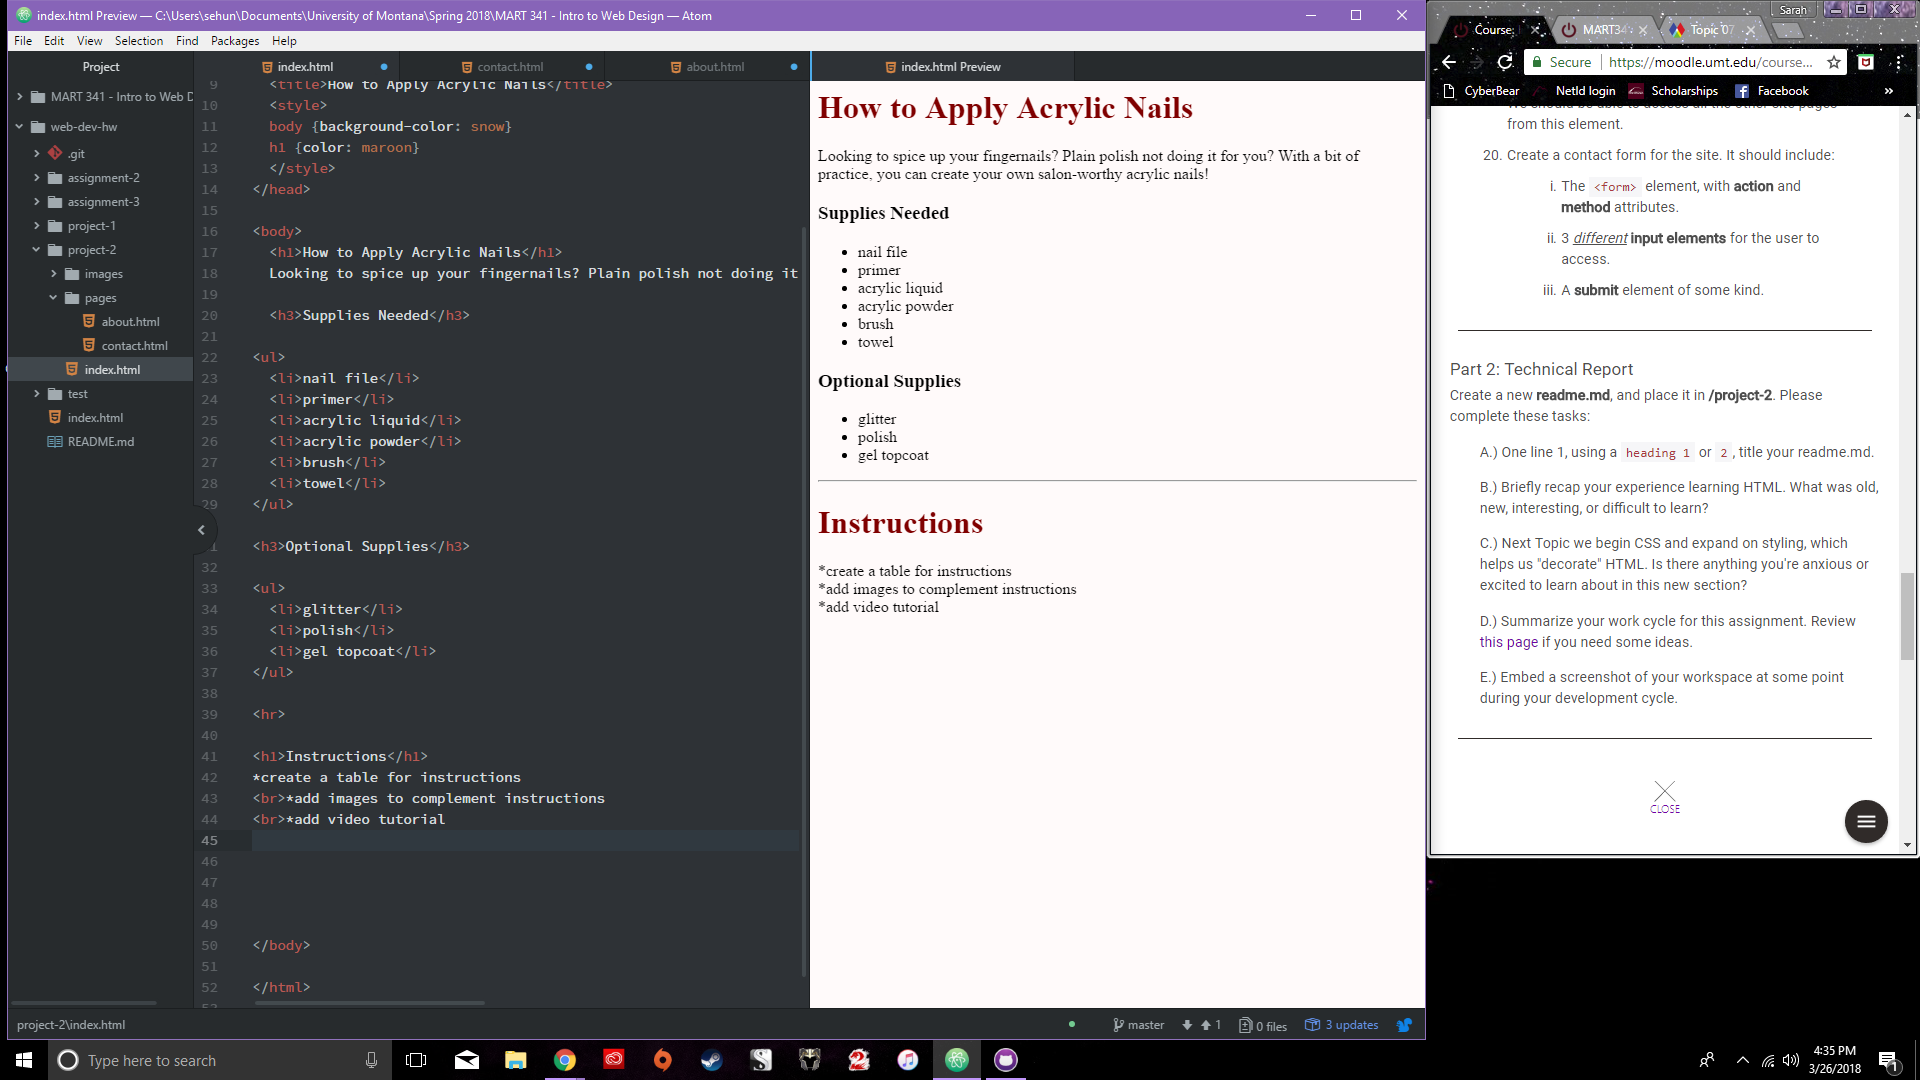 index.html Preview — C:\Users\sehun\Documents\University of Montana\Spring 2018\MART 341 - Intro to Web Design — Atom
File Edit View Selection Find Packages Help
Project
MART 341 - Intro to Web D
web-dev-hw
.git
assignment-2
assignment-3
project-1
project-2
images
pages
about.html
contact.html
index.html
test
index.html
README.md
index.html
contact.html
about.html
9 <title>How to Apply Acrylic Nails</title>
10 <style>
11 body {background-color: snow}
12 h1 {color: maroon}
13 </style>
14 </head>
15
16 <body>
17 <h1>How to Apply Acrylic Nails</h1>
18 Looking to spice up your fingernails? Plain polish not doing it
19
20 <h3>Supplies Needed</h3>
21
22 <ul>
23 <li>nail file</li>
24 <li>primer</li>
25 <li>acrylic liquid</li>
26 <li>acrylic powder</li>
27 <li>brush</li>
28 <li>towel</li>
29 </ul>
<h3>Optional Supplies</h3>
32
33 <ul>
34 <li>glitter</li>
35 <li>polish</li>
36 <li>gel topcoat</li>
37 </ul>
38
39 <hr>
40
41 <h1>Instructions</h1>
42 *create a table for instructions
43 <br>*add images to complement instructions
44 <br>*add video tutorial
45
46
47
48
49
50 </body>
51
52 </html>
index.html Preview
How to Apply Acrylic Nails
Looking to spice up your fingernails? Plain polish not doing it for you? With a bit of
practice, you can create your own salon-worthy acrylic nails!
Supplies Needed
nail file
primer
acrylic liquid
acrylic powder
brush
towel
Optional Supplies
glitter
polish
gel topcoat
Instructions
*create a table for instructions
*add images to complement instructions
*add video tutorial
project-2\index.html
master
1
0 files
3 updates
Sarah
Course:
MART34
Topic 07
Secure
https://moodle.umt.edu/course...
CyberBear
NetId login
Scholarships
Facebook
»
We should be able to access all the other site pages
from this element.
20. Create a contact form for the site. It should include:
i. The <form> element, with action and
method attributes.
ii. 3 different input elements for the user to
access.
iii. A submit element of some kind.
Part 2: Technical Report
Create a new readme.md, and place it in /project-2. Please
complete these tasks:
A.) One line 1, using a heading 1 or 2 , title your readme.md.
B.) Briefly recap your experience learning HTML. What was old,
new, interesting, or difficult to learn?
C.) Next Topic we begin CSS and expand on styling, which
helps us "decorate" HTML. Is there anything you're anxious or
excited to learn about in this new section?
D.) Summarize your work cycle for this assignment. Review
this page if you need some ideas.
E.) Embed a screenshot of your workspace at some point
during your development cycle.
CLOSE
Type here to search
4:35 PM
3/26/2018
1